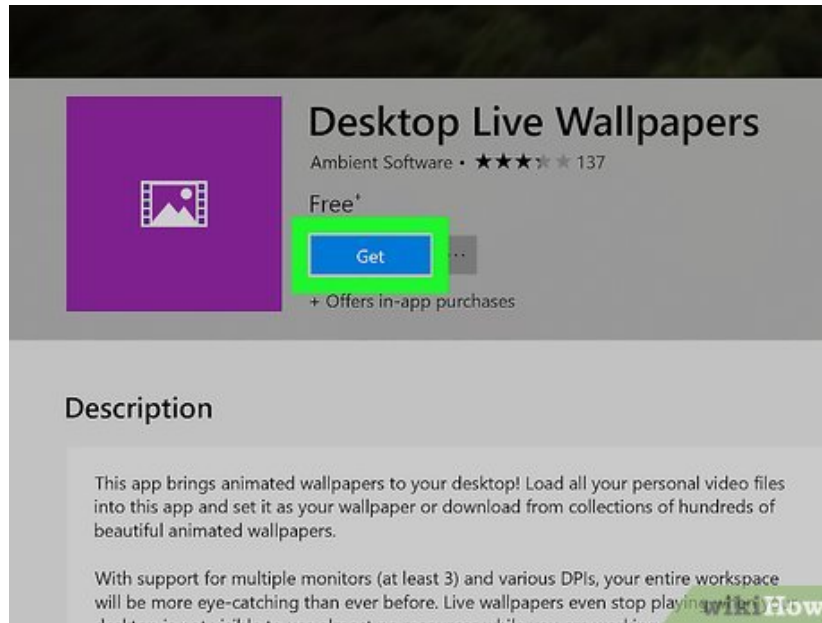 Desktop Live Wallpapers
Ambient Software • ★★★★★ 137
Free⁺
Get ...
+ Offers in-app purchases
Description
This app brings animated wallpapers to your desktop! Load all your personal video files
into this app and set it as your wallpaper or download from collections of hundreds of
beautiful animated wallpapers.
With support for multiple monitors (at least 3) and various DPIs, your entire workspace
will be more eye-catching than ever before. Live wallpapers even stop playing
wikiHow